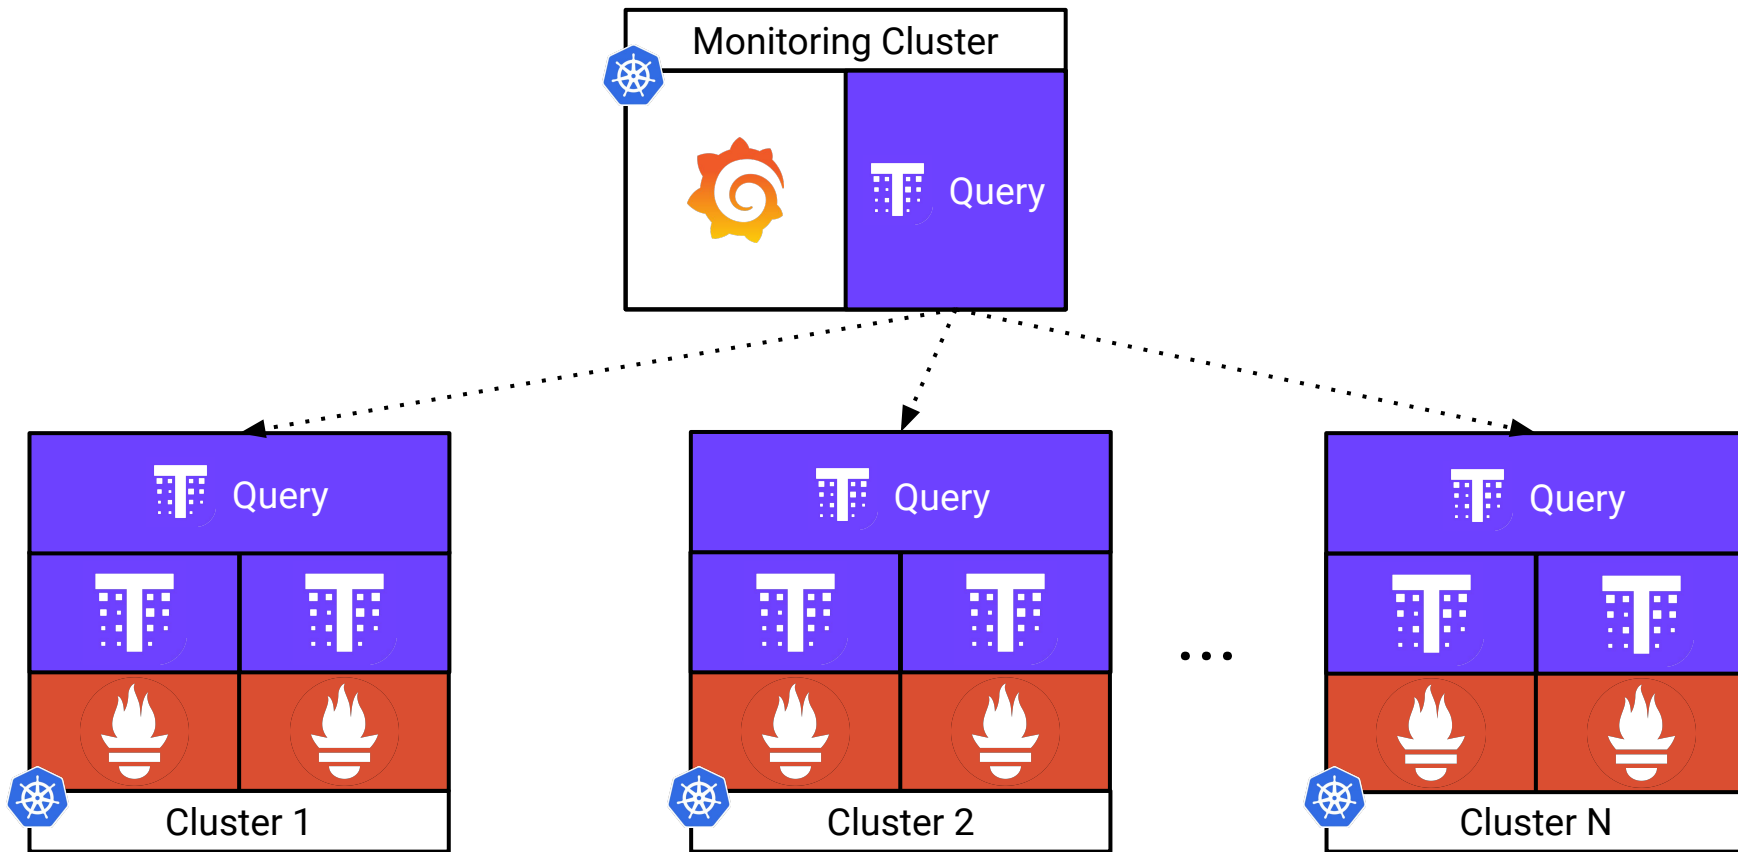 Monitoring Cluster
Query
Query
Query
Query
...
Cluster 1
Cluster 2
Cluster N